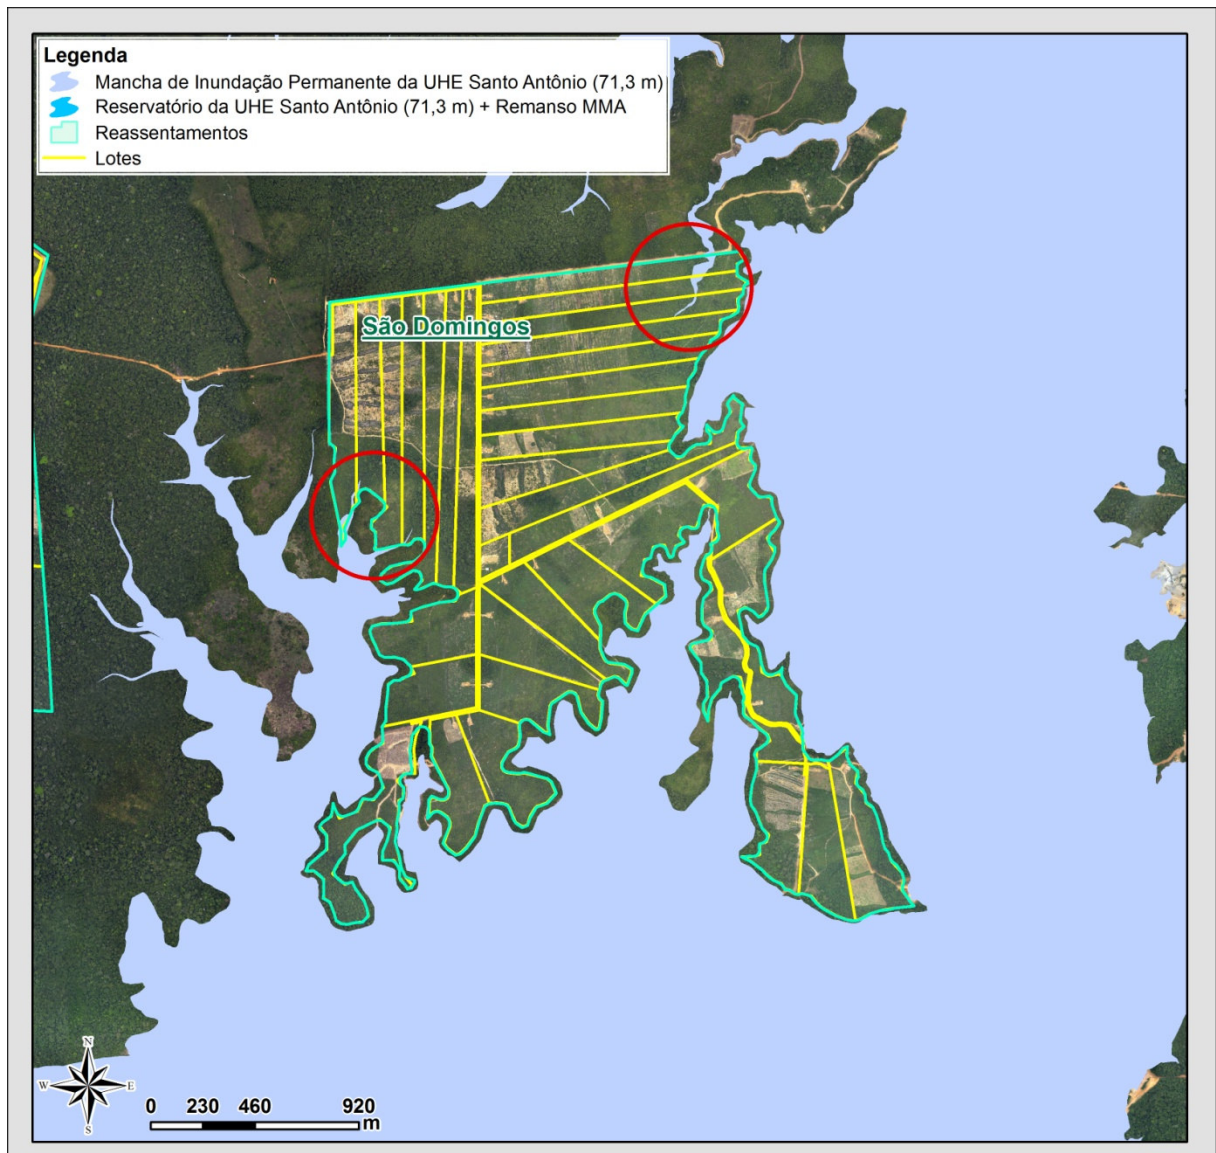 Legenda
Mancha de Inundação Permanente da UHE Santo Antônio (71,3 m)
Reservatório da UHE Santo Antônio (71,3 m) + Remanso MMA
Reassentamentos
Lotes
São Domingos
N
W E
S
0 230 460 920
m